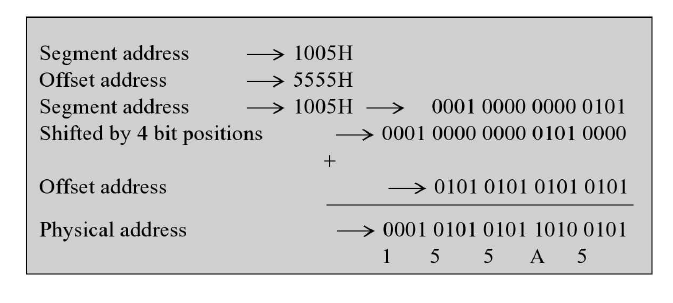 Segment address → 1005H
Offset address → 5555H
Segment address → 1005H → 0001 0000 0000 0101
Shifted by 4 bit positions → 0001 0000 0000 0101 0000
+
Offset address → 0101 0101 0101 0101
Physical address → 0001 0101 0101 1010 0101
1 5 5 A 5